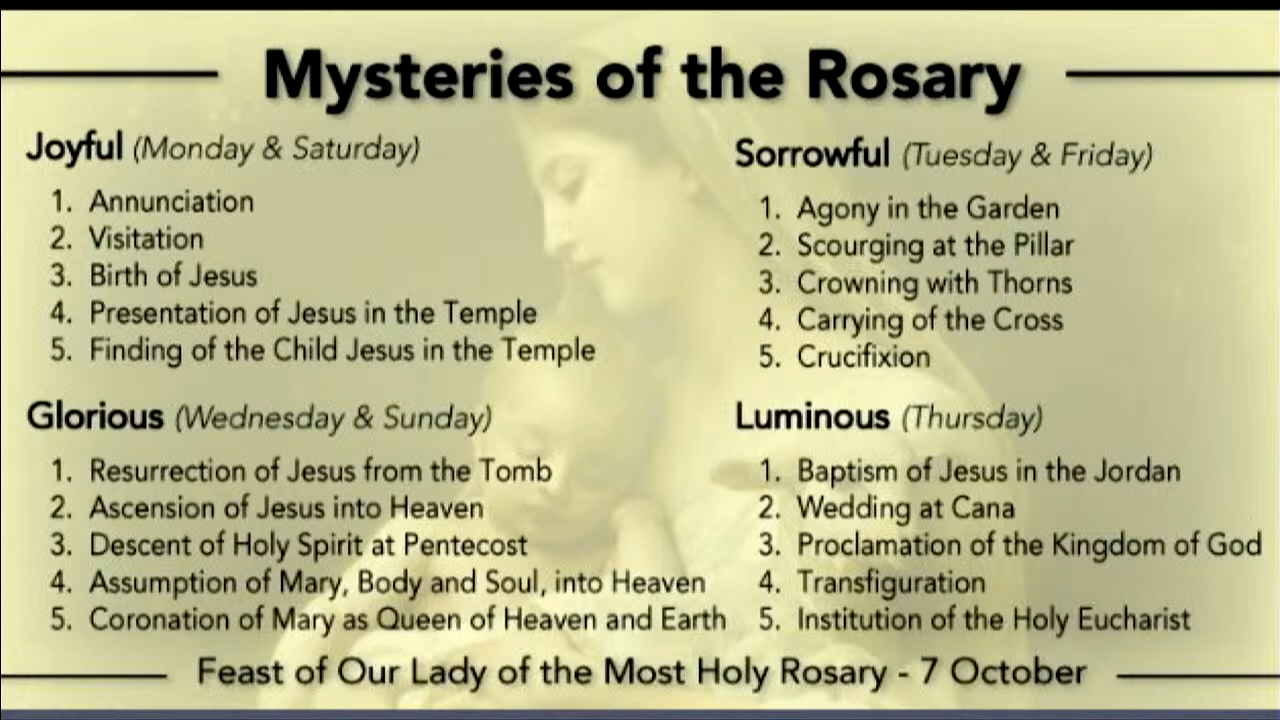 Mysteries of the Rosary
Joyful (Monday & Saturday)
1. Annunciation
2. Visitation
3. Birth of Jesus
4. Presentation of Jesus in the Temple
5. Finding of the Child Jesus in the Temple
Sorrowful (Tuesday & Friday)
1. Agony in the Garden
2. Scourging at the Pillar
3. Crowning with Thorns
4. Carrying of the Cross
5. Crucifixion
Glorious (Wednesday & Sunday)
1. Resurrection of Jesus from the Tomb
2. Ascension of Jesus into Heaven
3. Descent of Holy Spirit at Pentecost
4. Assumption of Mary, Body and Soul, into Heaven
5. Coronation of Mary as Queen of Heaven and Earth
Luminous (Thursday)
1. Baptism of Jesus in the Jordan
2. Wedding at Cana
3. Proclamation of the Kingdom of God
4. Transfiguration
5. Institution of the Holy Eucharist
Feast of Our Lady of the Most Holy Rosary - 7 October